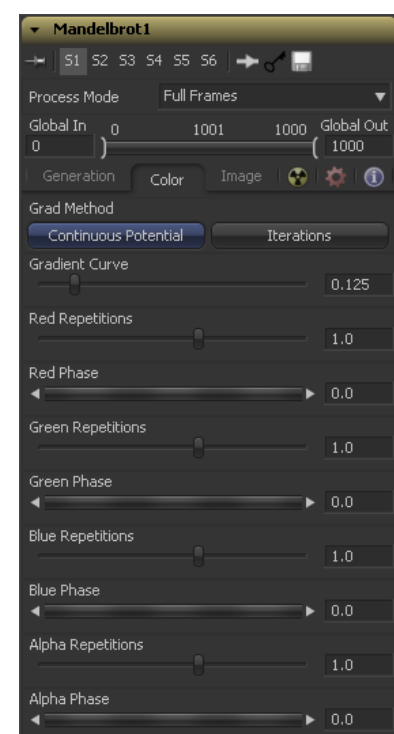 Mandelbrot1
S1 S2 S3 S4 S5 S6
Process Mode Full Frames
Global In 0 1001 1000 Global Out
0 1000
Generation Color Image
Grad Method
Continuous Potential Iterations
Gradient Curve
0.125
Red Repetitions
1.0
Red Phase
0.0
Green Repetitions
1.0
Green Phase
0.0
Blue Repetitions
1.0
Blue Phase
0.0
Alpha Repetitions
1.0
Alpha Phase
0.0